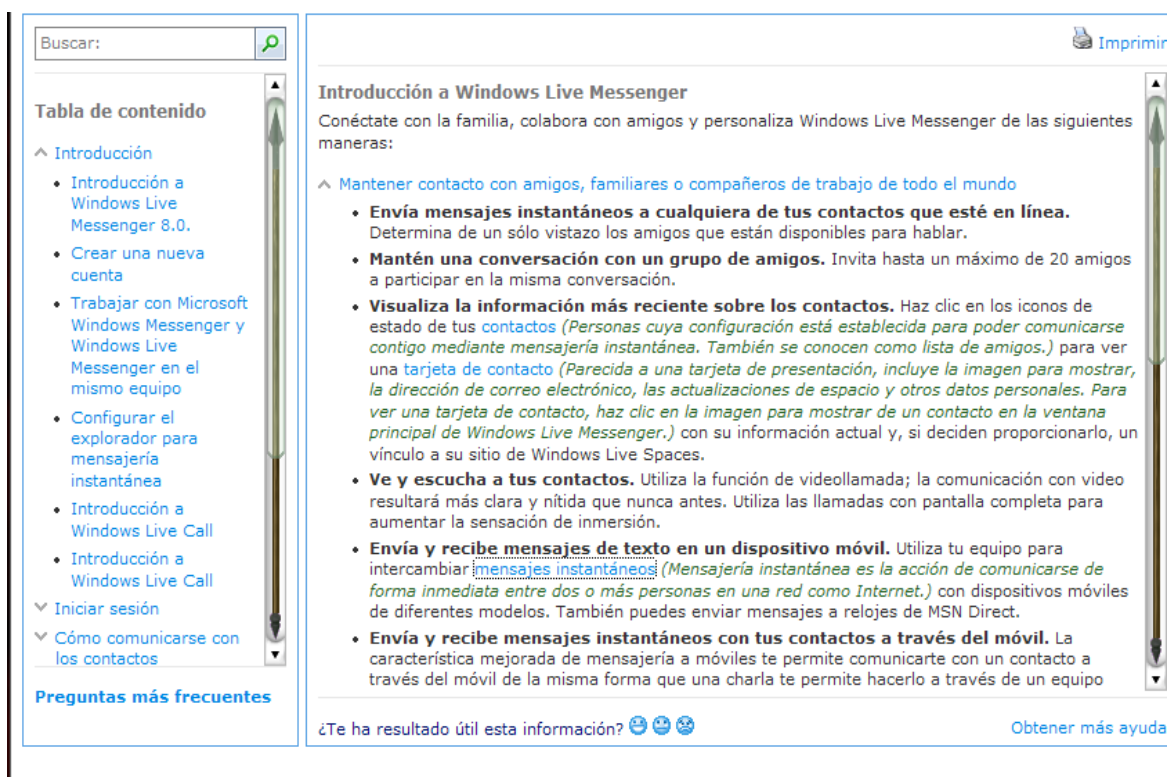 Buscar:
Tabla de contenido
Introducción
• Introducción a
Windows Live
Messenger 8.0.
• Crear una nueva
cuenta
• Trabajar con Microsoft
Windows Messenger y
Windows Live
Messenger en el
mismo equipo
• Configurar el
explorador para
mensajería
instantánea
• Introducción a
Windows Live Call
• Introducción a
Windows Live Call
Iniciar sesión
Cómo comunicarse con
los contactos
Preguntas más frecuentes
Imprimir
Introducción a Windows Live Messenger
Conéctate con la familia, colabora con amigos y personaliza Windows Live Messenger de las siguientes
maneras:
Mantener contacto con amigos, familiares o compañeros de trabajo de todo el mundo
• Envía mensajes instantáneos a cualquiera de tus contactos que esté en línea.
Determina de un sólo vistazo los amigos que están disponibles para hablar.
• Mantén una conversación con un grupo de amigos. Invita hasta un máximo de 20 amigos
a participar en la misma conversación.
• Visualiza la información más reciente sobre los contactos. Haz clic en los iconos de
estado de tus contactos (Personas cuya configuración está establecida para poder comunicarse
contigo mediante mensajería instantánea. También se conocen como lista de amigos.) para ver
una tarjeta de contacto (Parecida a una tarjeta de presentación, incluye la imagen para mostrar,
la dirección de correo electrónico, las actualizaciones de espacio y otros datos personales. Para
ver una tarjeta de contacto, haz clic en la imagen para mostrar de un contacto en la ventana
principal de Windows Live Messenger.) con su información actual y, si deciden proporcionarlo, un
vínculo a su sitio de Windows Live Spaces.
• Ve y escucha a tus contactos. Utiliza la función de videollamada; la comunicación con video
resultará más clara y nítida que nunca antes. Utiliza las llamadas con pantalla completa para
aumentar la sensación de inmersión.
• Envía y recibe mensajes de texto en un dispositivo móvil. Utiliza tu equipo para
intercambiar mensajes instantáneos (Mensajería instantánea es la acción de comunicarse de
forma inmediata entre dos o más personas en una red como Internet.) con dispositivos móviles
de diferentes modelos. También puedes enviar mensajes a relojes de MSN Direct.
• Envía y recibe mensajes instantáneos con tus contactos a través del móvil. La
característica mejorada de mensajería a móviles te permite comunicarte con un contacto a
través del móvil de la misma forma que una charla te permite hacerlo a través de un equipo
¿Te ha resultado útil esta información?
Obtener más ayuda